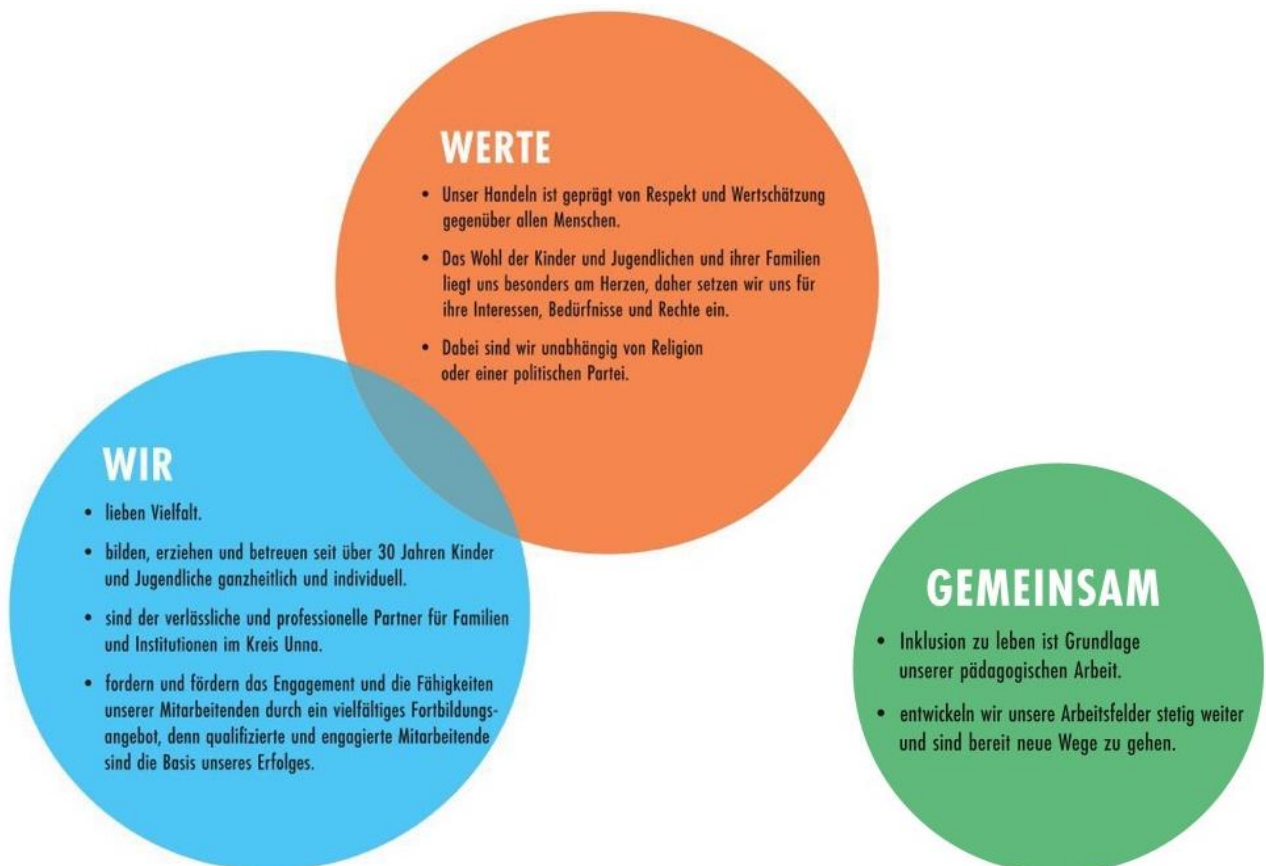 WERTE
• Unser Handeln ist geprägt von Respekt und Wertschätzung
gegenüber allen Menschen.
• Das Wohl der Kinder und Jugendlichen und ihrer Familien
liegt uns besonders am Herzen, daher setzen wir uns für
ihre Interessen, Bedürfnisse und Rechte ein.
• Dabei sind wir unabhängig von Religion
oder einer politischen Partei.
WIR
• lieben Vielfalt.
• bilden, erziehen und betreuen seit über 30 Jahren Kinder
und Jugendliche ganzheitlich und individuell.
• sind der verlässliche und professionelle Partner für Familien
und Institutionen im Kreis Unna.
• fordern und fördern das Engagement und die Fähigkeiten
unserer Mitarbeitenden durch ein vielfältiges Fortbildungs-
angebot, denn qualifizierte und engagierte Mitarbeitende
sind die Basis unseres Erfolges.
GEMEINSAM
• Inklusion zu leben ist Grundlage
unserer pädagogischen Arbeit.
• entwickeln wir unsere Arbeitsfelder stetig weiter
und sind bereit neue Wege zu gehen.